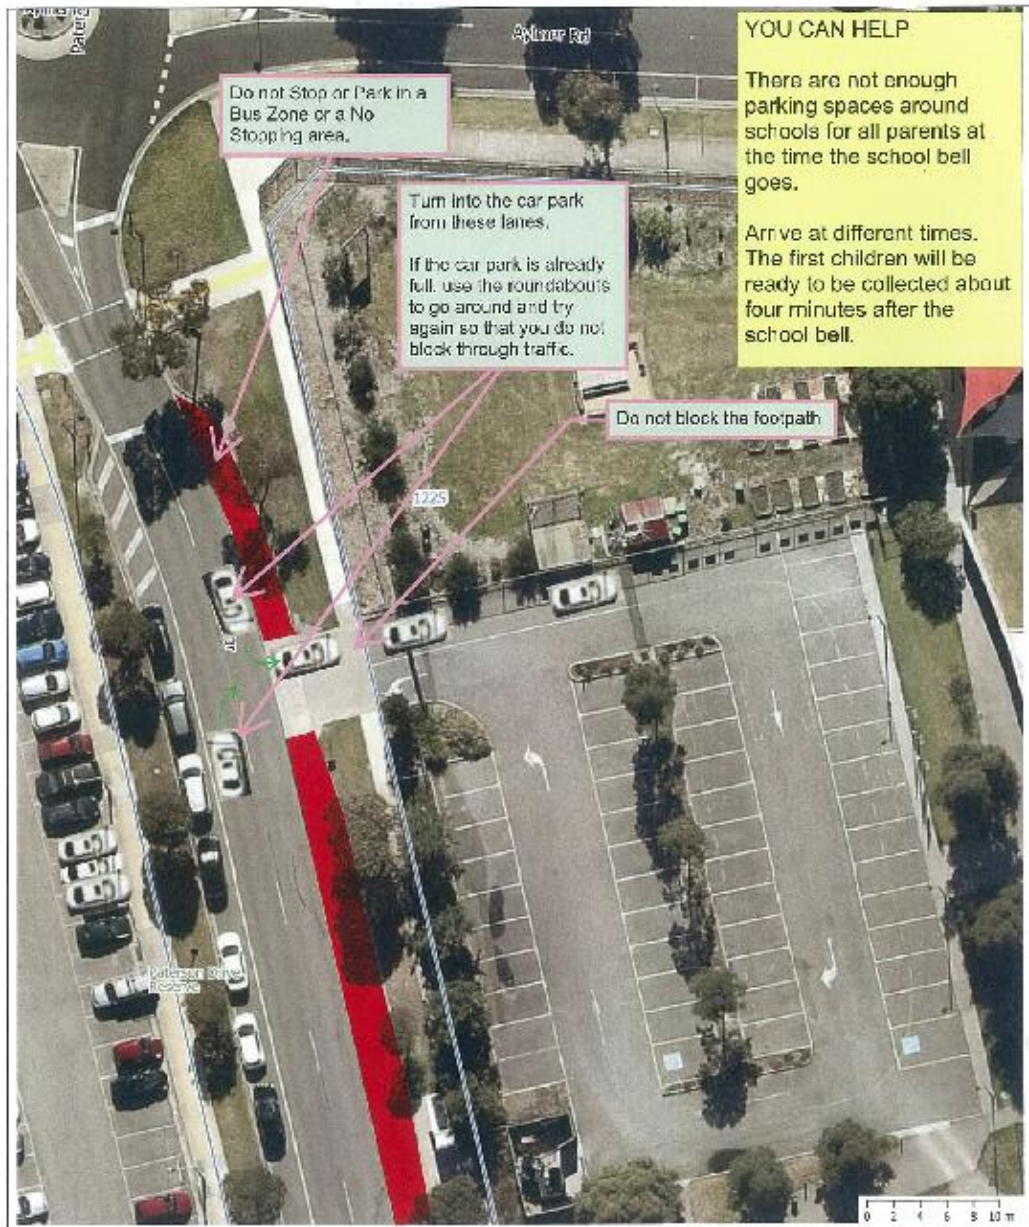 Aylmer Rd
YOU CAN HELP
There are not enough
parking spaces around
schools for all parents at
the time the school bell
goes.
Arrive at different times.
The first children will be
ready to be collected about
four minutes after the
school bell.
Do not Stop or Park in a
Bus Zone or a No
Stopping area.
Turn into the car park
from these lanes.
If the car park is already
full, use the roundabouts
to go around and try
again so that you do not
block through traffic.
Do not block the footpath
1225
Paterson Drive
Reserve
0 2 4 6 8 10 m